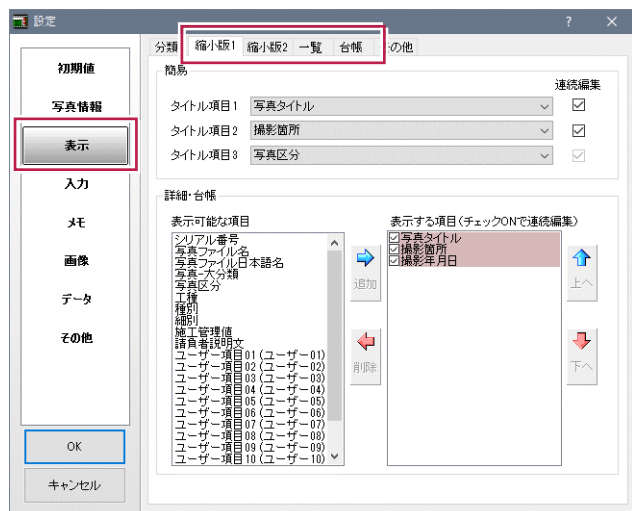 設定
初期値
写真情報
表示
入力
メモ
画像
データ
その他
OK
キャンセル
分類 縮小版1 縮小版2 一覧 台帳 の他
簡易
連続編集
タイトル項目1 写真タイトル
タイトル項目2 撮影箇所
タイトル項目3 写真区分
詳細・台帳
表示可能な項目
シリアル番号
写真ファイル名
写真ファイル日本語名
写真-大分類
写真区分
工種
種別
細別
施工管理値
請負者説明文
ユーザー項目01(ユーザー01)
ユーザー項目02(ユーザー02)
ユーザー項目03(ユーザー03)
ユーザー項目04(ユーザー04)
ユーザー項目05(ユーザー05)
ユーザー項目06(ユーザー06)
ユーザー項目07(ユーザー07)
ユーザー項目08(ユーザー08)
ユーザー項目09(ユーザー09)
ユーザー項目10(ユーザー10)
追加
削除
表示する項目(チェックONで連続編集)
写真タイトル
撮影箇所
撮影年月日
上へ
下へ